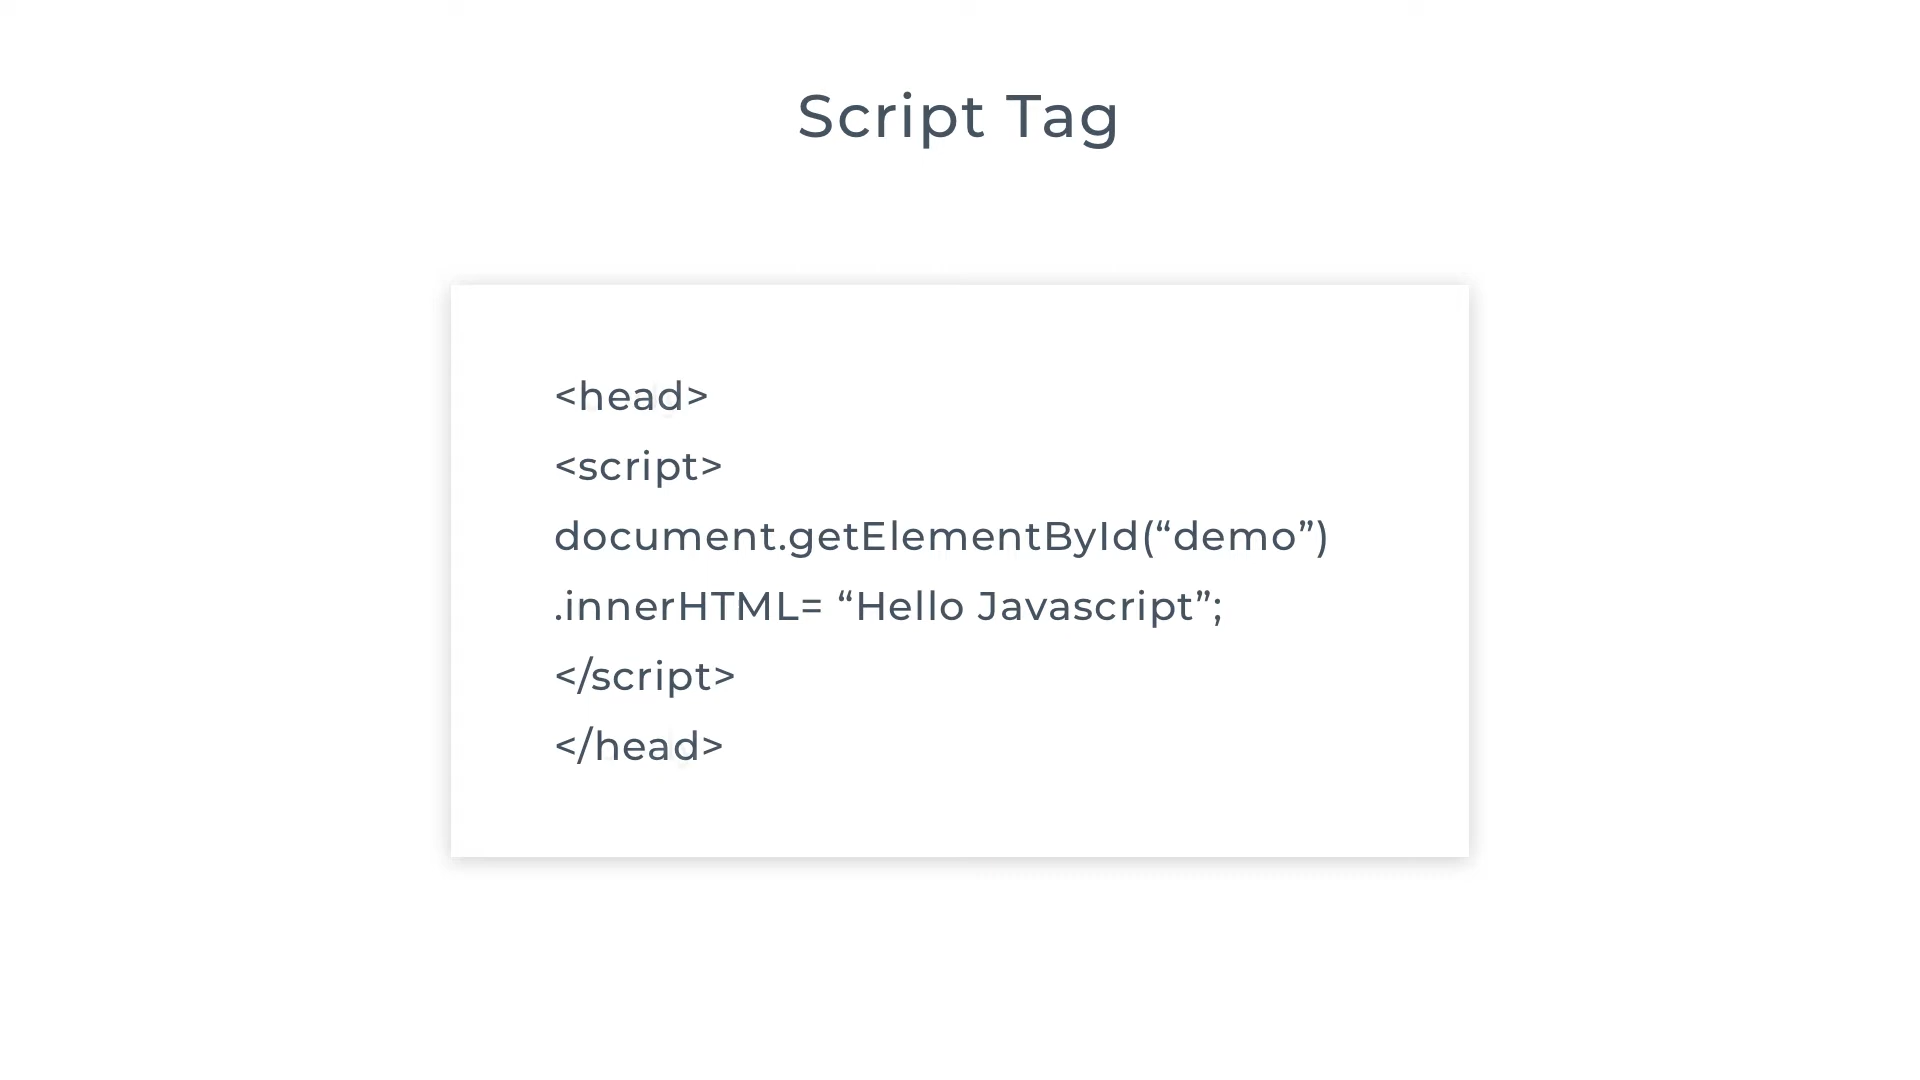 Script Tag
<head>
<script>
document.getElementById(“demo”)
.innerHTML= “Hello Javascript”;
</script>
</head>